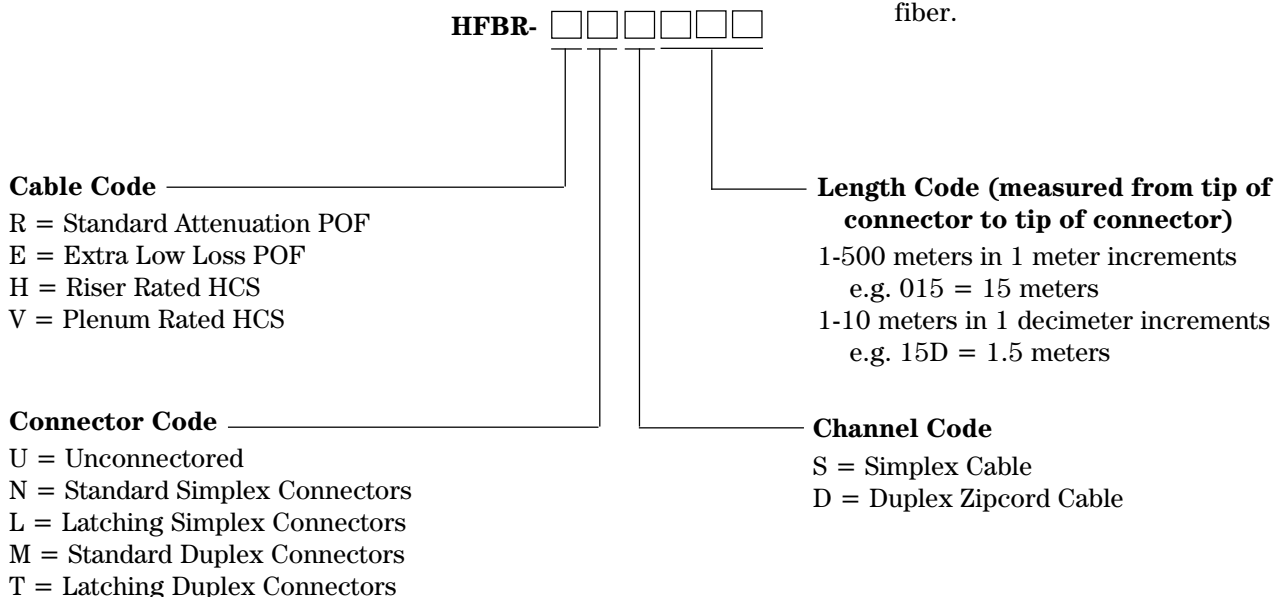 fiber.
HFBR-
Cable Code
R = Standard Attenuation POF
E = Extra Low Loss POF
H = Riser Rated HCS
V = Plenum Rated HCS
Length Code (measured from tip of
connector to tip of connector)
1-500 meters in 1 meter increments
e.g. 015 = 15 meters
1-10 meters in 1 decimeter increments
e.g. 15D = 1.5 meters
Connector Code
U = Unconnectored
N = Standard Simplex Connectors
L = Latching Simplex Connectors
M = Standard Duplex Connectors
T = Latching Duplex Connectors
Channel Code
S = Simplex Cable
D = Duplex Zipcord Cable